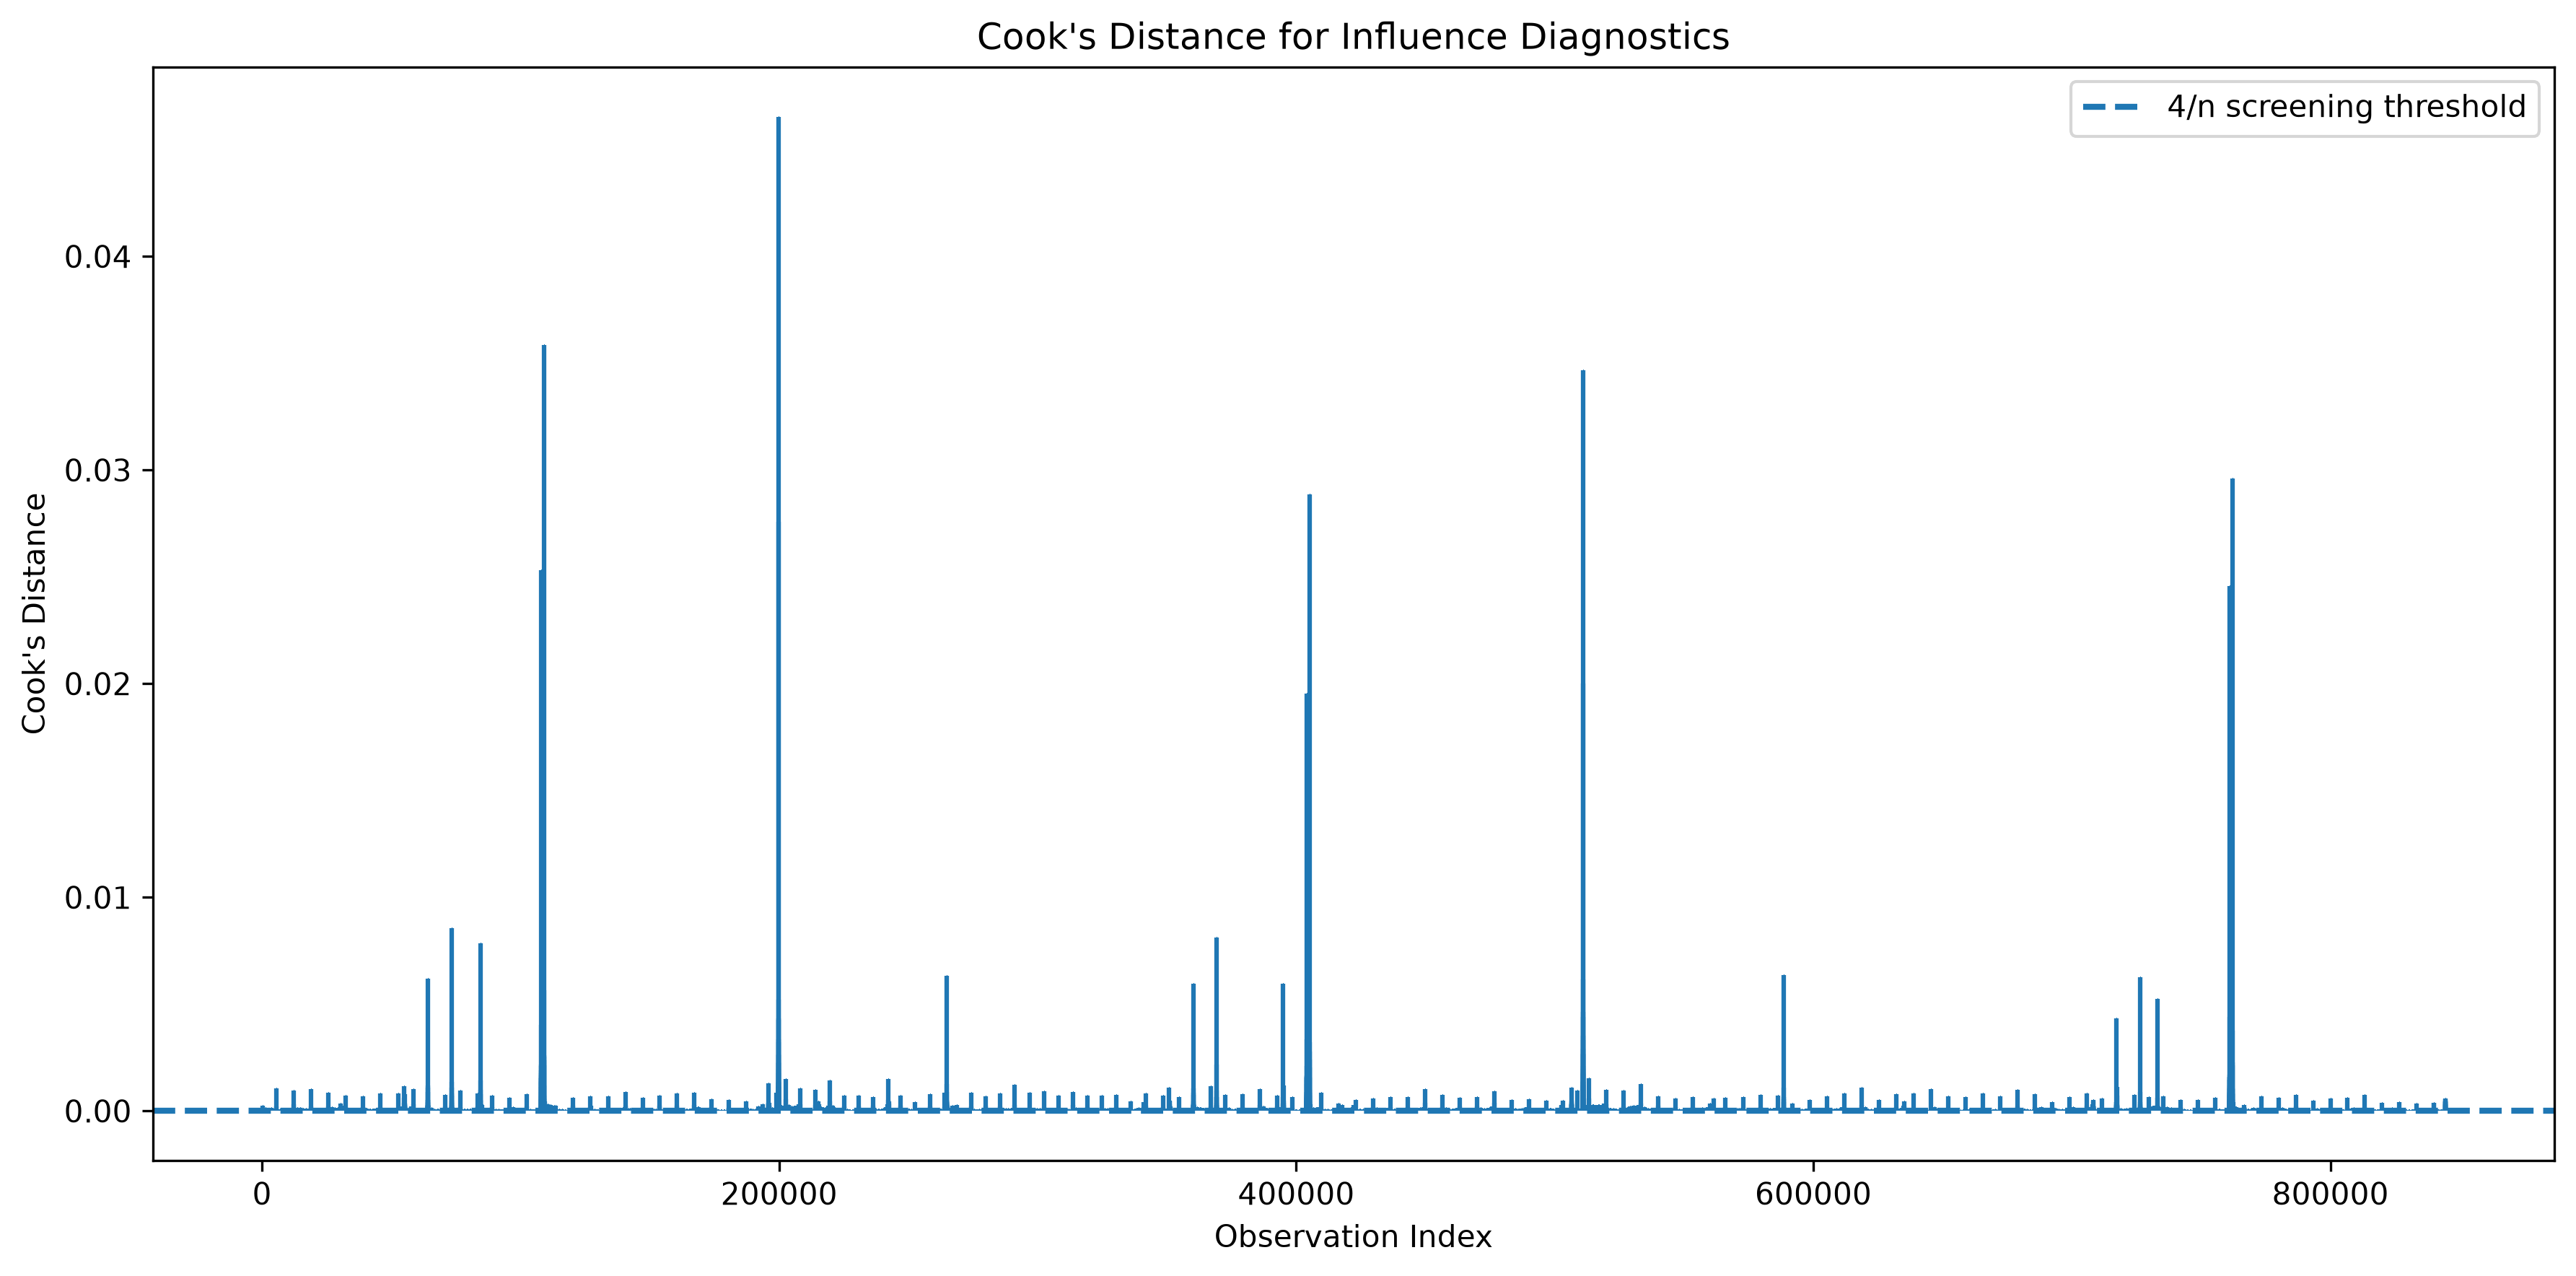 Cook's Distance for Influence Diagnostics
4/n screening threshold
Cook's Distance
0.04
0.03
0.02
0.01
0.00
0 200000 400000 600000 800000
Observation Index